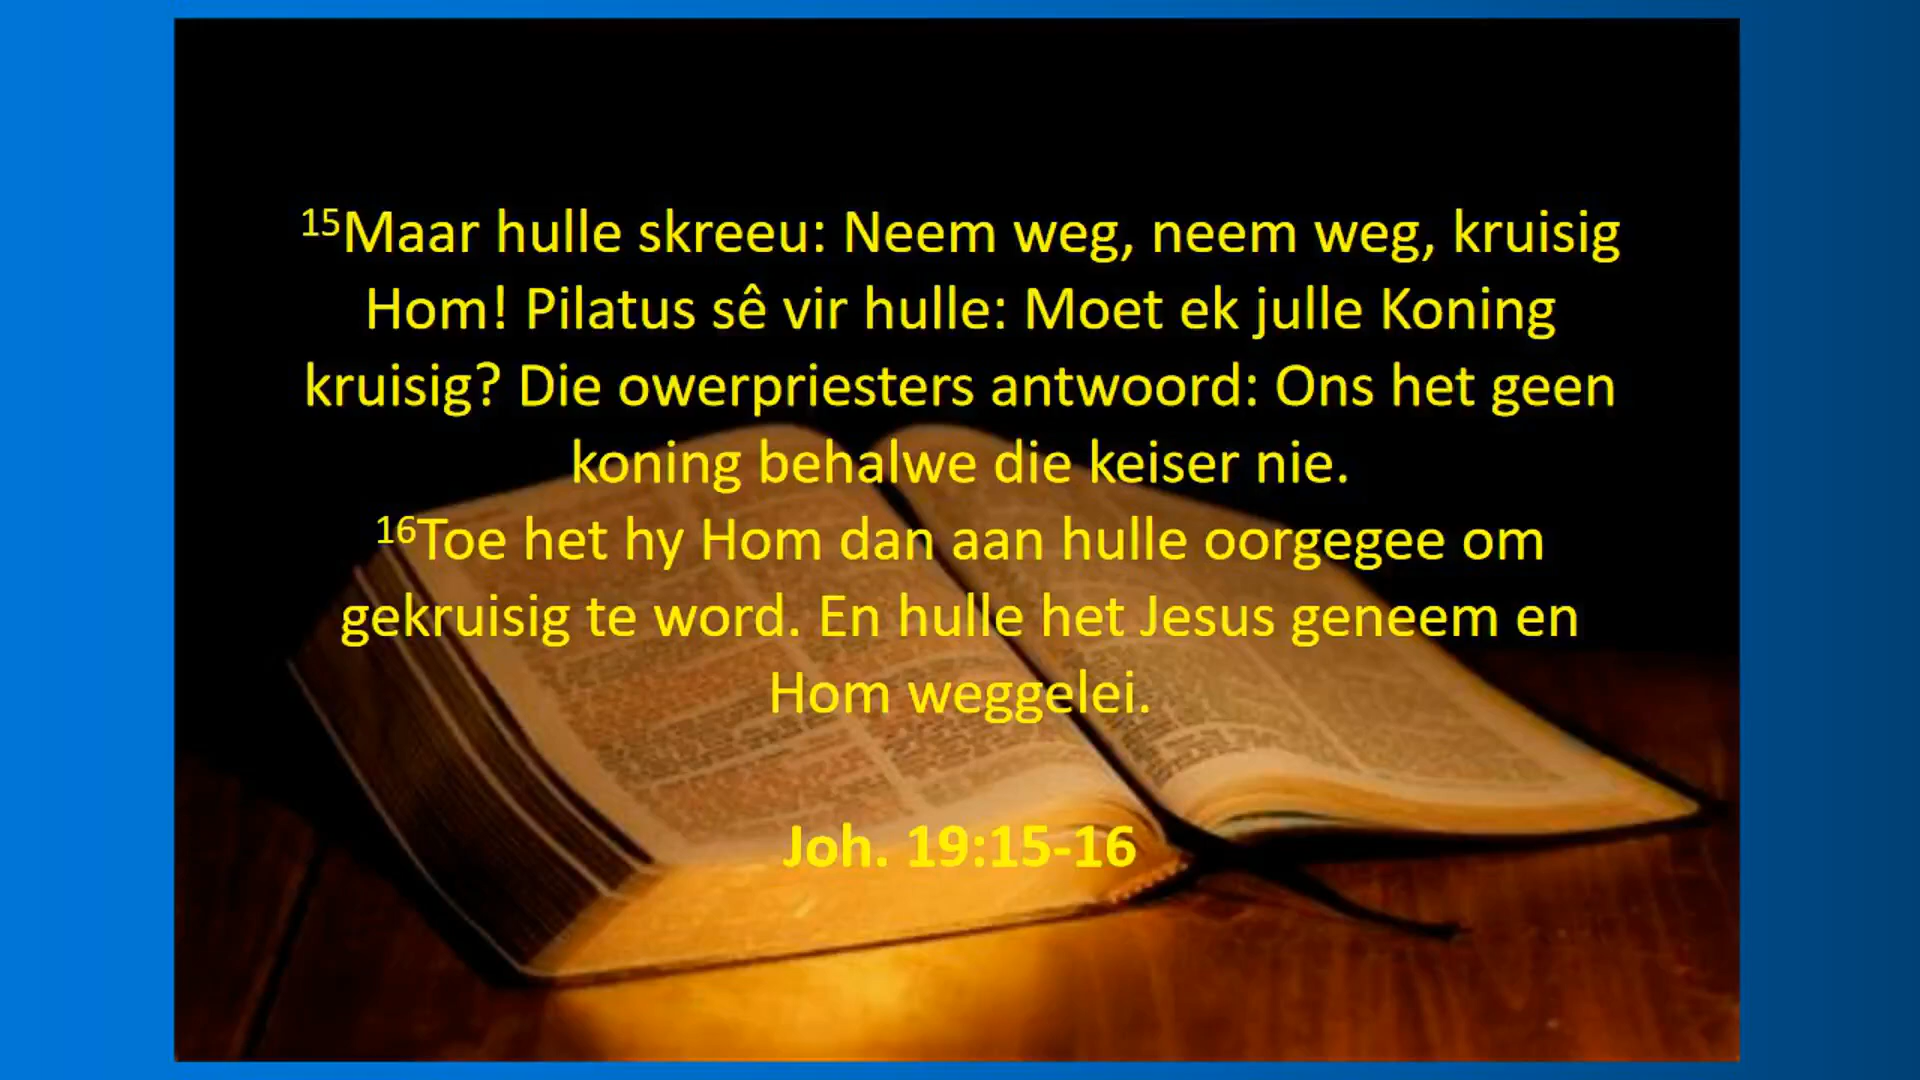 15Maar hulle skreeu: Neem weg, neem weg, kruisig
Hom! Pilatus sê vir hulle: Moet ek julle Koning
kruisig? Die owerpriesters antwoord: Ons het geen
koning behalwe die keiser nie.
16Toe het hy Hom dan aan hulle oorgegee om
gekruisig te word. En hulle het Jesus geneem en
Hom weggelei.
Joh. 19:15-16